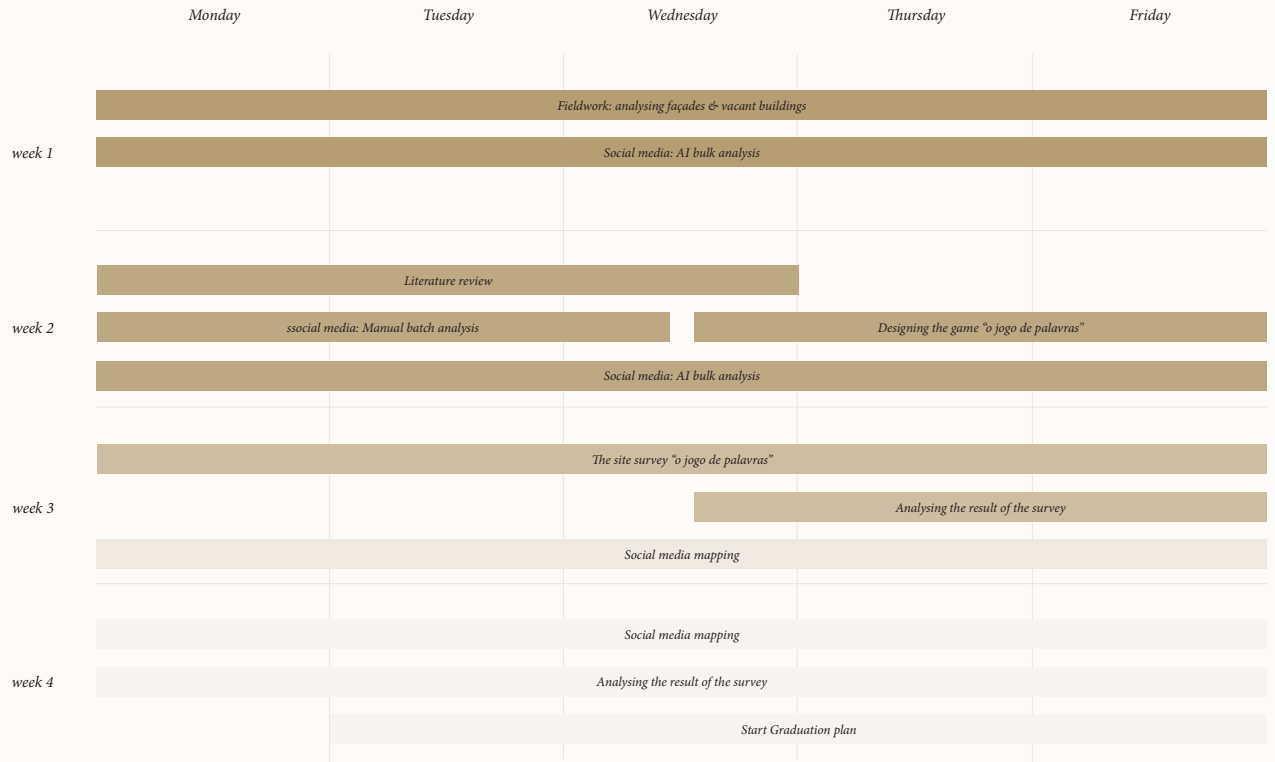 Monday Tuesday Wednesday Thursday Friday
Fieldwork: analysing façades & vacant buildings
week 1
Social media: AI bulk analysis
Literature review
week 2
ssocial media: Manual batch analysis
Designing the game “o jogo de palavras”
Social media: AI bulk analysis
The site survey “o jogo de palavras”
week 3
Analysing the result of the survey
Social media mapping
Social media mapping
week 4
Analysing the result of the survey
Start Graduation plan